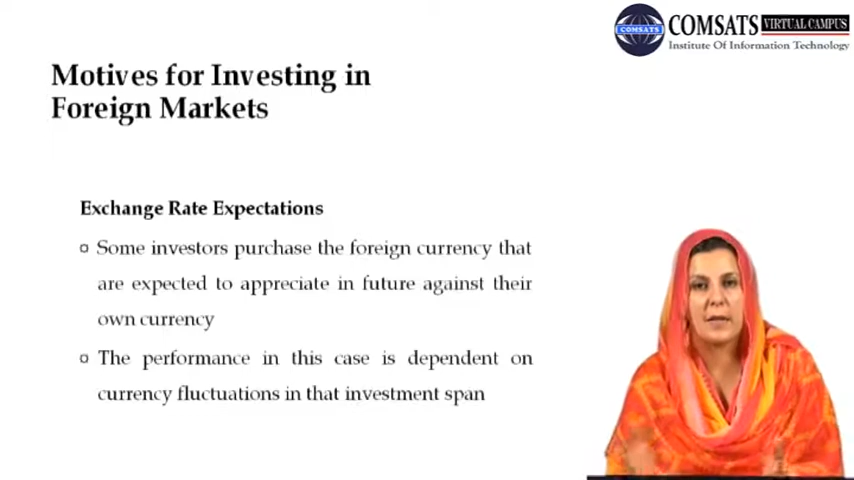 COMSATS
COMSATS VIRTUAL CAMPUS
Institute Of Information Technology
Motives for Investing in
Foreign Markets
Exchange Rate Expectations
▫ Some investors purchase the foreign currency that
are expected to appreciate in future against their
own currency
▫ The performance in this case is dependent on
currency fluctuations in that investment span